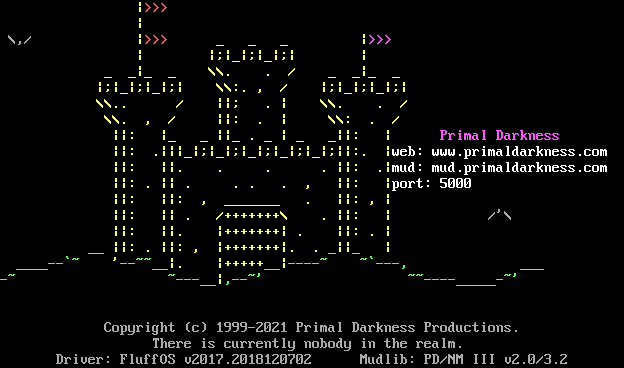 Primal Darkness
web: www.primaldarkness.com
mud: mud.primaldarkness.com
port: 5000
Copyright (c) 1999-2021 Primal Darkness Productions.
There is currently nobody in the realm.
Driver: FluffOS v2017.2018120702 Mudlib: PD/NM III v2.0/3.2